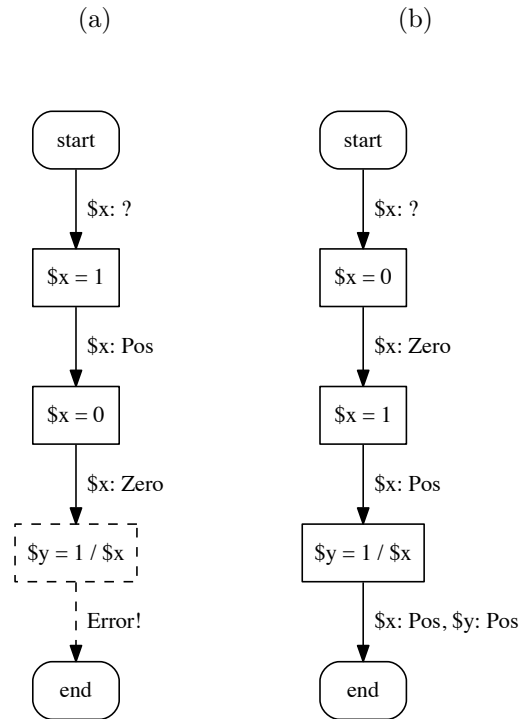 (a)
start
$x: ?
$x = 1
$x: Pos
$x = 0
$x: Zero
$y = 1 / $x
Error!
end
(b)
start
$x: ?
$x = 0
$x: Zero
$x = 1
$x: Pos
$y = 1 / $x
$x: Pos, $y: Pos
end